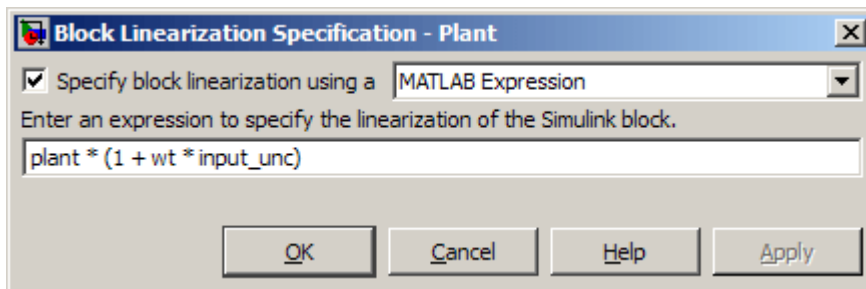 Block Linearization Specification - Plant
Specify block linearization using a MATLAB Expression
Enter an expression to specify the linearization of the Simulink block.
plant * (1 + wt * input_unc)
OK Cancel Help Apply